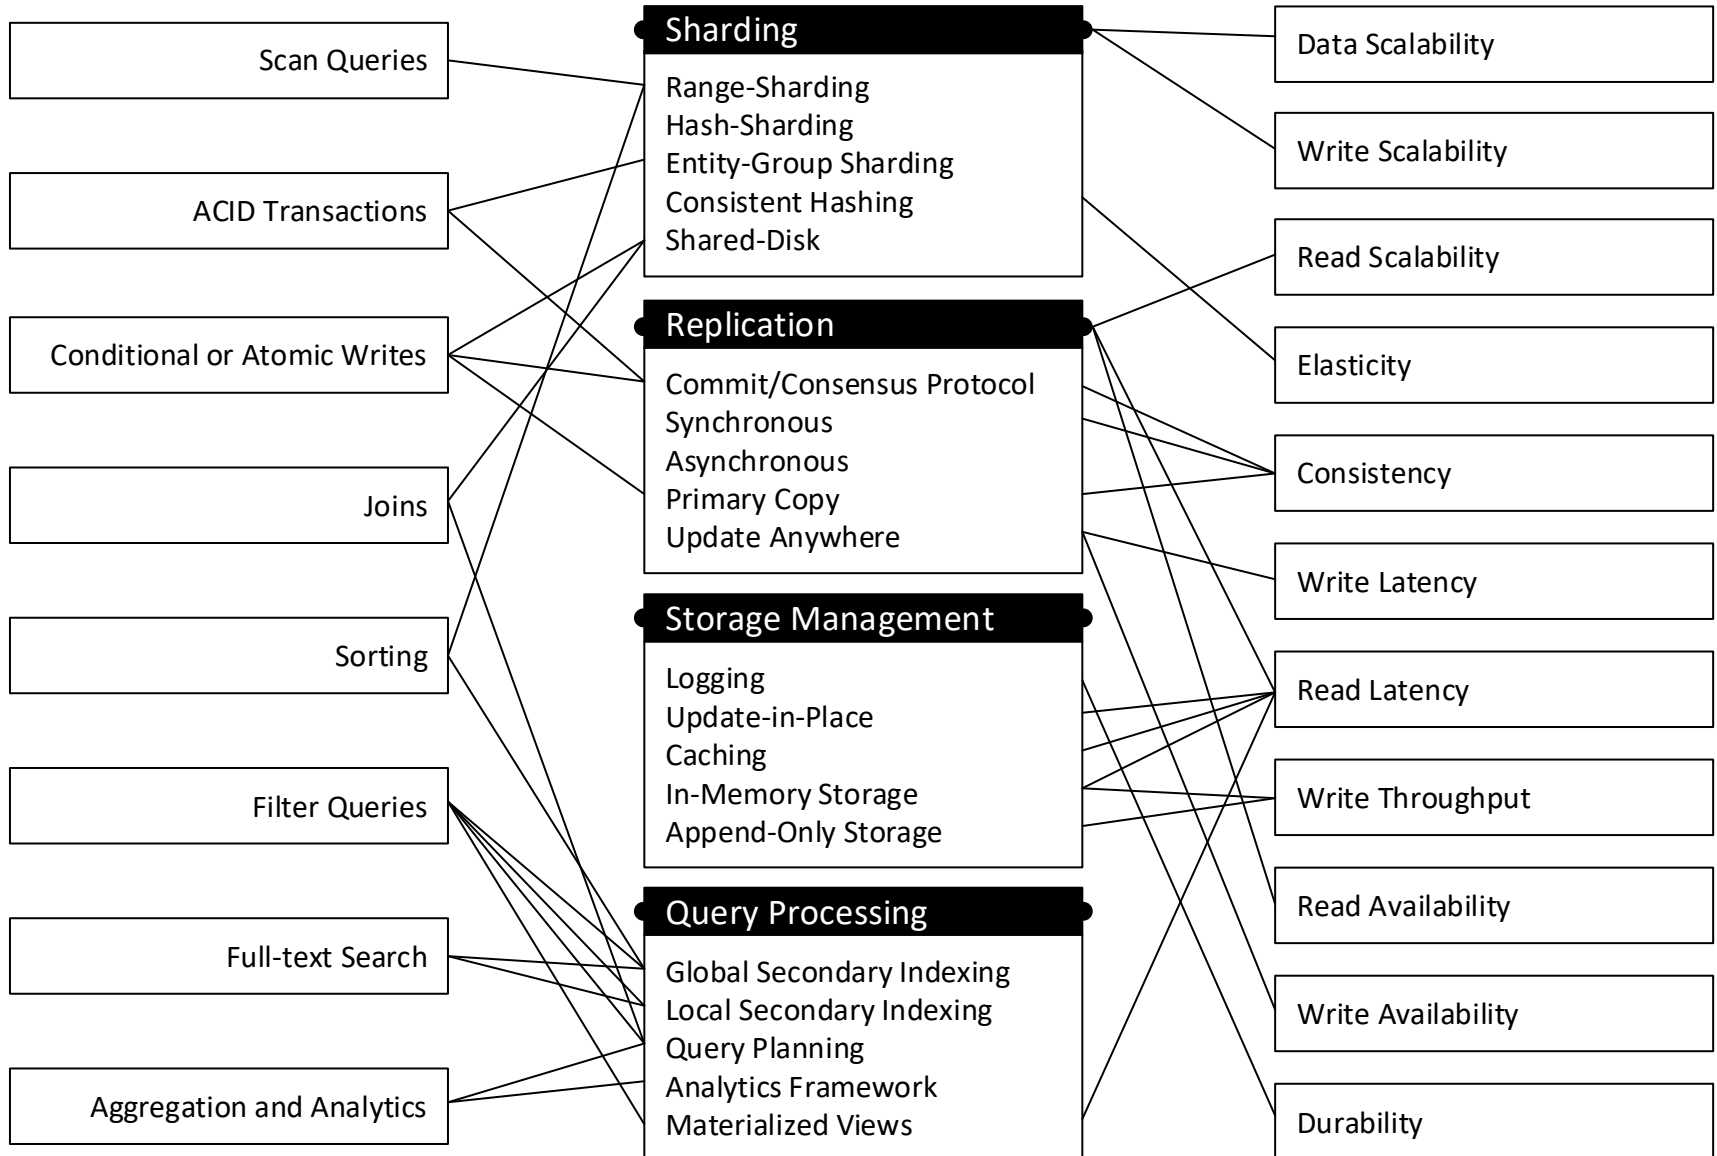 Scan Queries
ACID Transactions
Conditional or Atomic Writes
Joins
Sorting
Filter Queries
Full-text Search
Aggregation and Analytics
Sharding
Range-Sharding
Hash-Sharding
Entity-Group Sharding
Consistent Hashing
Shared-Disk
Replication
Commit/Consensus Protocol
Synchronous
Asynchronous
Primary Copy
Update Anywhere
Storage Management
Logging
Update-in-Place
Caching
In-Memory Storage
Append-Only Storage
Query Processing
Global Secondary Indexing
Local Secondary Indexing
Query Planning
Analytics Framework
Materialized Views
Data Scalability
Write Scalability
Read Scalability
Elasticity
Consistency
Write Latency
Read Latency
Write Throughput
Read Availability
Write Availability
Durability